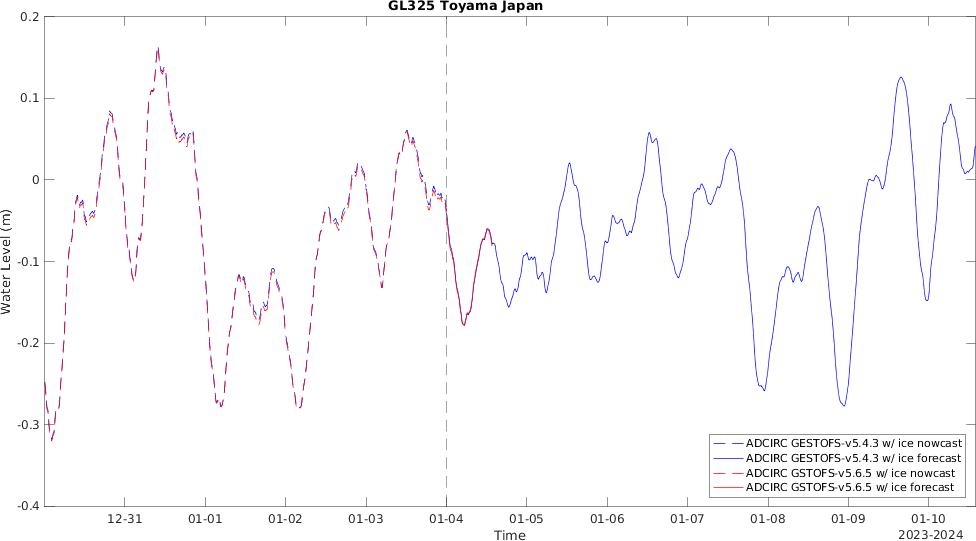 GL325 Toyama Japan
0.2
0.1
0
-0.1
-0.2
-0.3
-0.4
Water Level (m)
ADCIRC GESTOFS-v5.4.3 w/ ice nowcast
ADCIRC GESTOFS-v5.4.3 w/ ice forecast
ADCIRC GSTOFS-v5.6.5 w/ ice nowcast
ADCIRC GSTOFS-v5.6.5 w/ ice forecast
12-31 01-01 01-02 01-03 01-04 01-05 01-06 01-07 01-08 01-09 01-10
2023-2024
Time